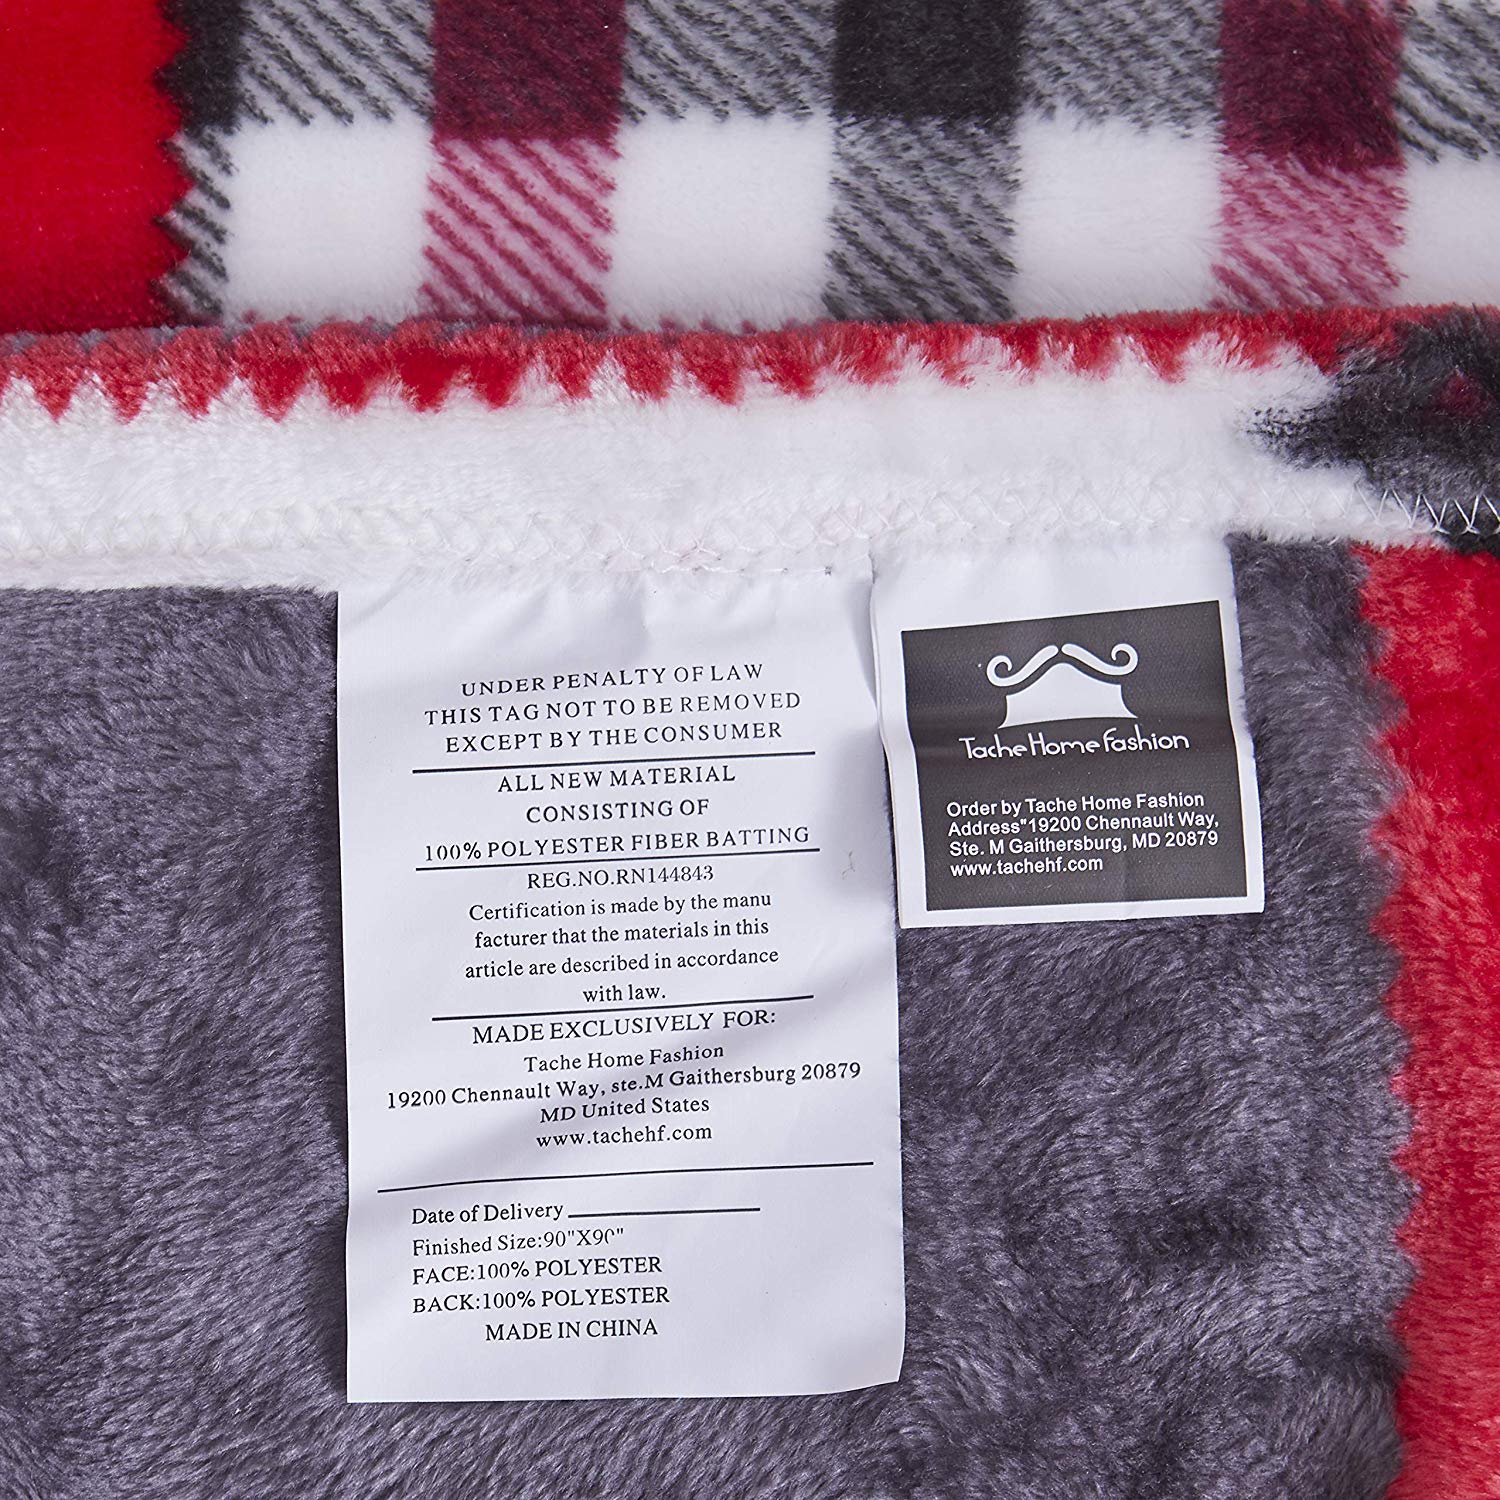 UNDER PENALTY OF LAW
THIS TAG NOT TO BE REMOVED
EXCEPT BY THE CONSUMER
ALL NEW MATERIAL
CONSISTING OF
100% POLYESTER FIBER BATTING
REG.NO.RN144843
Certification is made by the manu
facturer that the materials in this
article are described in accordance
with law.
MADE EXCLUSIVELY FOR:
Tache Home Fashion
19200 Chennault Way, ste.M Gaithersburg 20879
MD United States
www.tachehf.com
Date of Delivery
Finished Size:90"X90"
FACE:100% POLYESTER
BACK:100% POLYESTER
MADE IN CHINA
Tache Home Fashion
Order by Tache Home Fashion
Address"19200 Chennault Way,
Ste. M Gaithersburg, MD 20879
www.tachehf.com